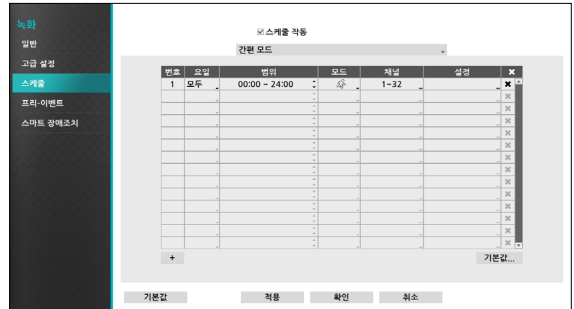 녹화
일반
고급 설정
스케줄
프리-이벤트
스마트 장애조치
스케줄 작동
간편 모드
번호 요일 범위 모드 채널 설정
1 모두 00:00 ~ 24:00 1~32
+ 기본값...
기본값 적용 확인 취소